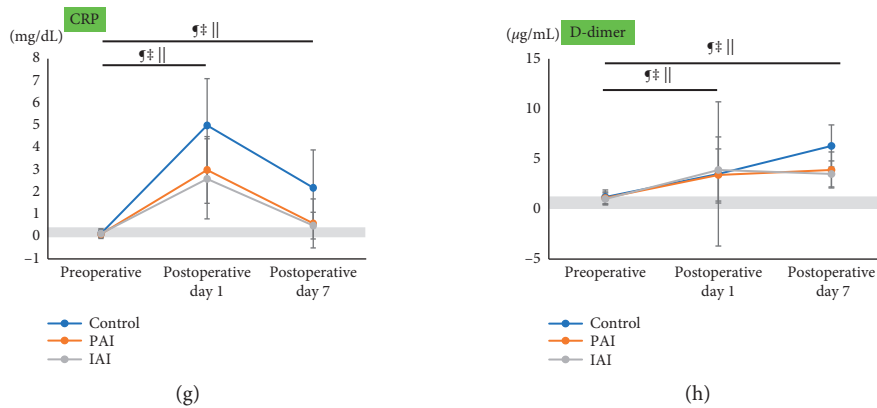 CRP
(mg/dL)
¶‡ ||
¶‡ ||
8
7
6
5
4
3
2
1
0
–1
Preoperative
Postoperative
day 1
Postoperative
day 7
Control
PAI
IAI
(g)
D-dimer
(µg/mL)
¶‡ ||
¶‡ ||
15
10
5
0
–5
Preoperative
Postoperative
day 1
Postoperative
day 7
Control
PAI
IAI
(h)